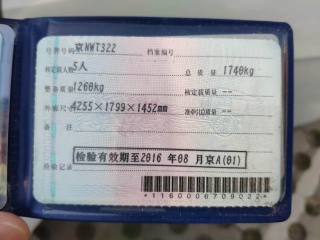 号牌号码 京NWT322 档案编号
核定载人数 5人 总质量 1740kg
整备质量 1260kg 核定载质量 --
外廓尺寸 4255×1799×1452mm 准牵引总质量 --
备注
检验有效期至2016年08月京A(01)
检验记录
*1160006709022*